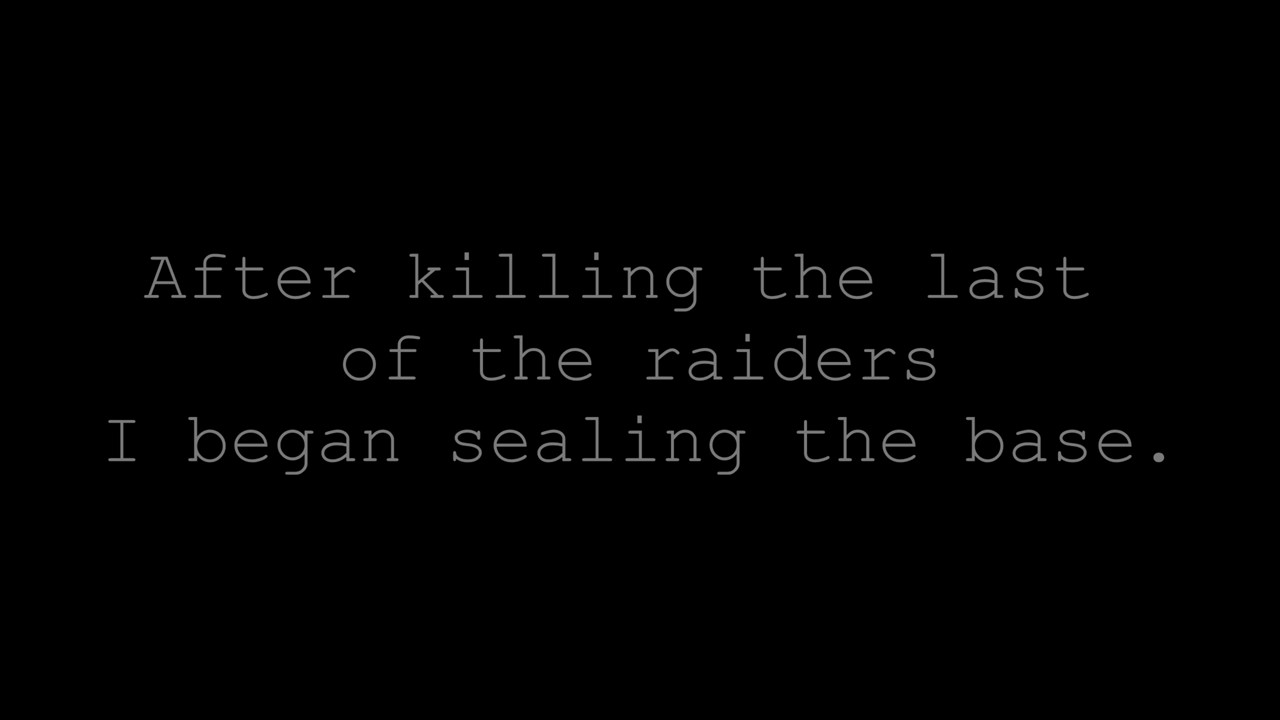 After killing the last
of the raiders
I began sealing the base.